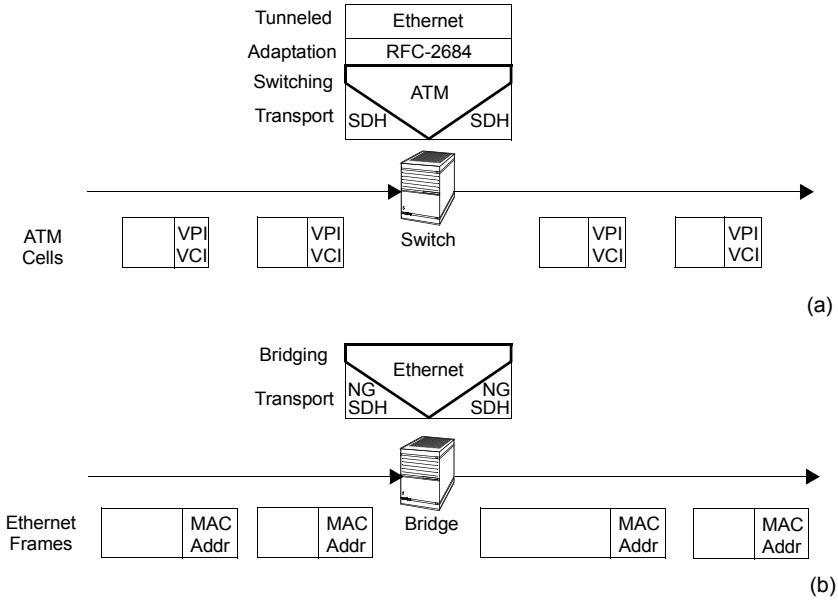 Tunneled Ethernet
Adaptation RFC-2684
Switching
ATM
Transport SDH SDH
Switch
ATM
Cells
VPI
VCI
VPI
VCI
VPI
VCI
VPI
VCI
(a)
Bridging
Ethernet
Transport
NG
SDH
NG
SDH
Bridge
Ethernet
Frames
MAC
Addr
MAC
Addr
MAC
Addr
MAC
Addr
(b)